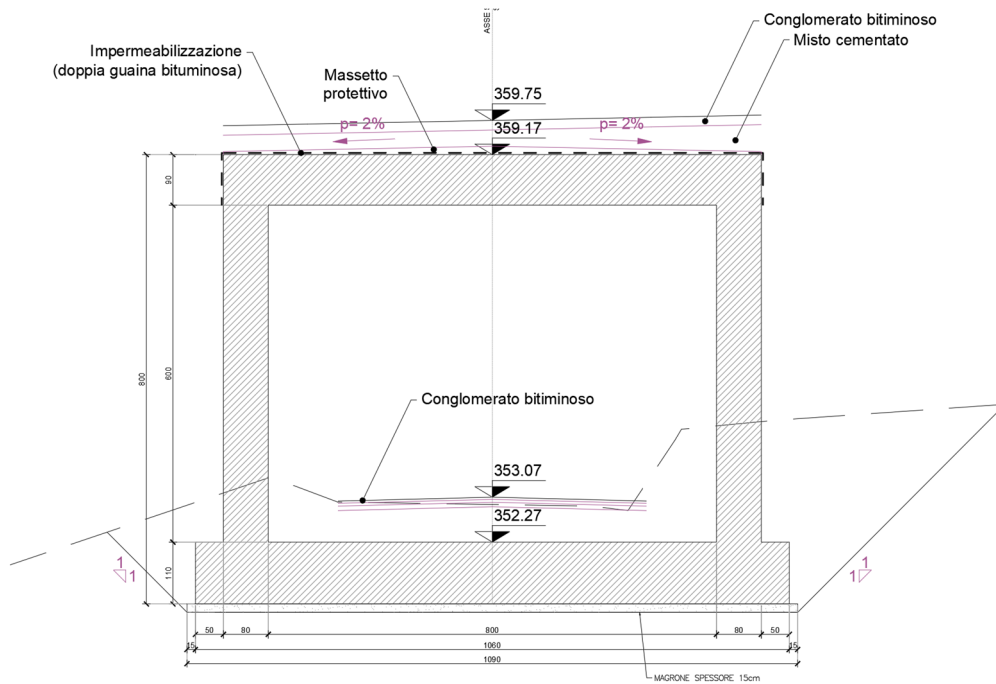 ASSE
Conglomerato bitiminoso
Misto cementato
Impermeabilizzazione
(doppia guaina bituminosa)
Massetto
protettivo
359.75
p= 2%
359.17
p= 2%
90
800
600
Conglomerato bitiminoso
353.07
352.27
110
1
1
1
1
50
80
800
80
50
15
1060
15
1090
MAGRONE SPESSORE 15cm